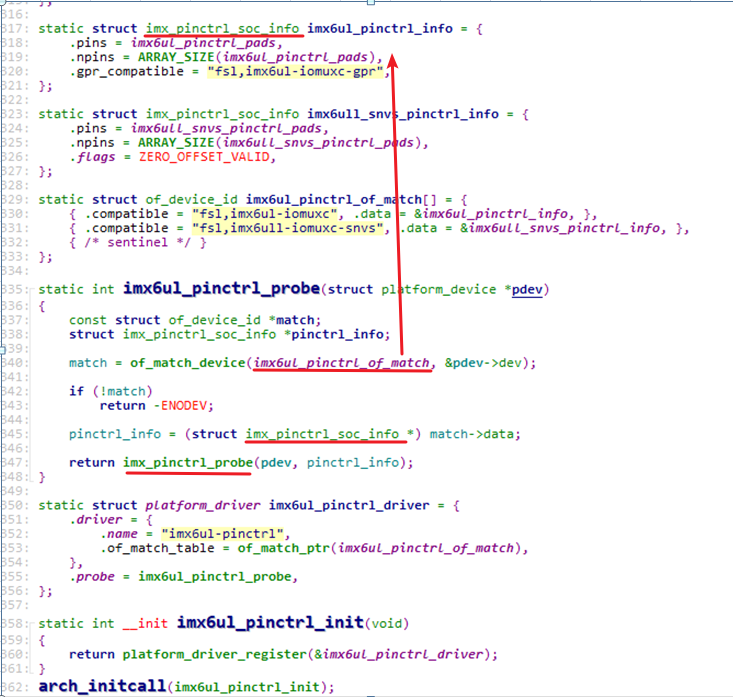 317: static struct imx_pinctrl_soc_info imx6ul_pinctrl_info = {
318:     .pins = imx6ul_pinctrl_pads,
319:     .npins = ARRAY_SIZE(imx6ul_pinctrl_pads),
320:     .gpr_compatible = "fsl,imx6ul-iomuxc-gpr",
321: };
322:
323: static struct imx_pinctrl_soc_info imx6ull_snvs_pinctrl_info = {
324:     .pins = imx6ull_snvs_pinctrl_pads,
325:     .npins = ARRAY_SIZE(imx6ull_snvs_pinctrl_pads),
326:     .flags = ZERO_OFFSET_VALID,
327: };
328:
329: static struct of_device_id imx6ul_pinctrl_of_match[] = {
330:     { .compatible = "fsl,imx6ul-iomuxc", .data = &imx6ul_pinctrl_info, },
331:     { .compatible = "fsl,imx6ull-iomuxc-snvs", .data = &imx6ull_snvs_pinctrl_info, },
332:     { /* sentinel */ }
333: };
334:
335: static int imx6ul_pinctrl_probe(struct platform_device *pdev)
336: {
337:     const struct of_device_id *match;
338:     struct imx_pinctrl_soc_info *pinctrl_info;
339:
340:     match = of_match_device(imx6ul_pinctrl_of_match, &pdev->dev);
341:
342:     if (!match)
343:         return -ENODEV;
344:
345:     pinctrl_info = (struct imx_pinctrl_soc_info *) match->data;
346:
347:     return imx_pinctrl_probe(pdev, pinctrl_info);
348: }
349:
350: static struct platform_driver imx6ul_pinctrl_driver = {
351:     .driver = {
352:         .name = "imx6ul-pinctrl",
353:         .of_match_table = of_match_ptr(imx6ul_pinctrl_of_match),
354:     },
355:     .probe = imx6ul_pinctrl_probe,
356: };
357:
358: static int __init imx6ul_pinctrl_init(void)
359: {
360:     return platform_driver_register(&imx6ul_pinctrl_driver);
361: }
362: arch_initcall(imx6ul_pinctrl_init);